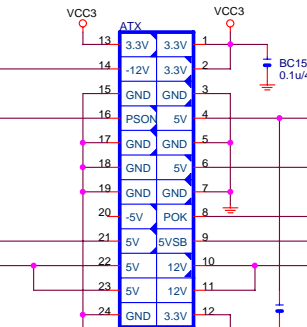 VCC3 VCC3
ATX
13 3.3V 3.3V 1
14 -12V 3.3V 2
15 GND GND 3
16 PSON 5V 4
17 GND GND 5
18 GND 5V 6
19 GND GND 7
20 -5V POK 8
21 5V 5VSB 9
22 5V 12V 10
23 5V 12V 11
24 GND 3.3V 12
BC15
0.1u/